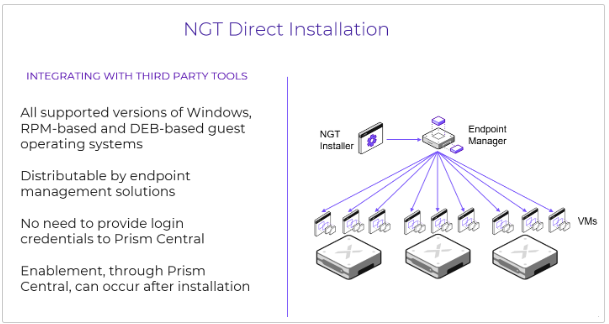 NGT Direct Installation
INTEGRATING WITH THIRD PARTY TOOLS
All supported versions of Windows,
RPM-based and DEB-based guest
operating systems
Distributable by endpoint
management solutions
No need to provide login
credentials to Prism Central
Enablement, through Prism
Central, can occur after installation
NGT
Installer
Endpoint
Manager
VMs